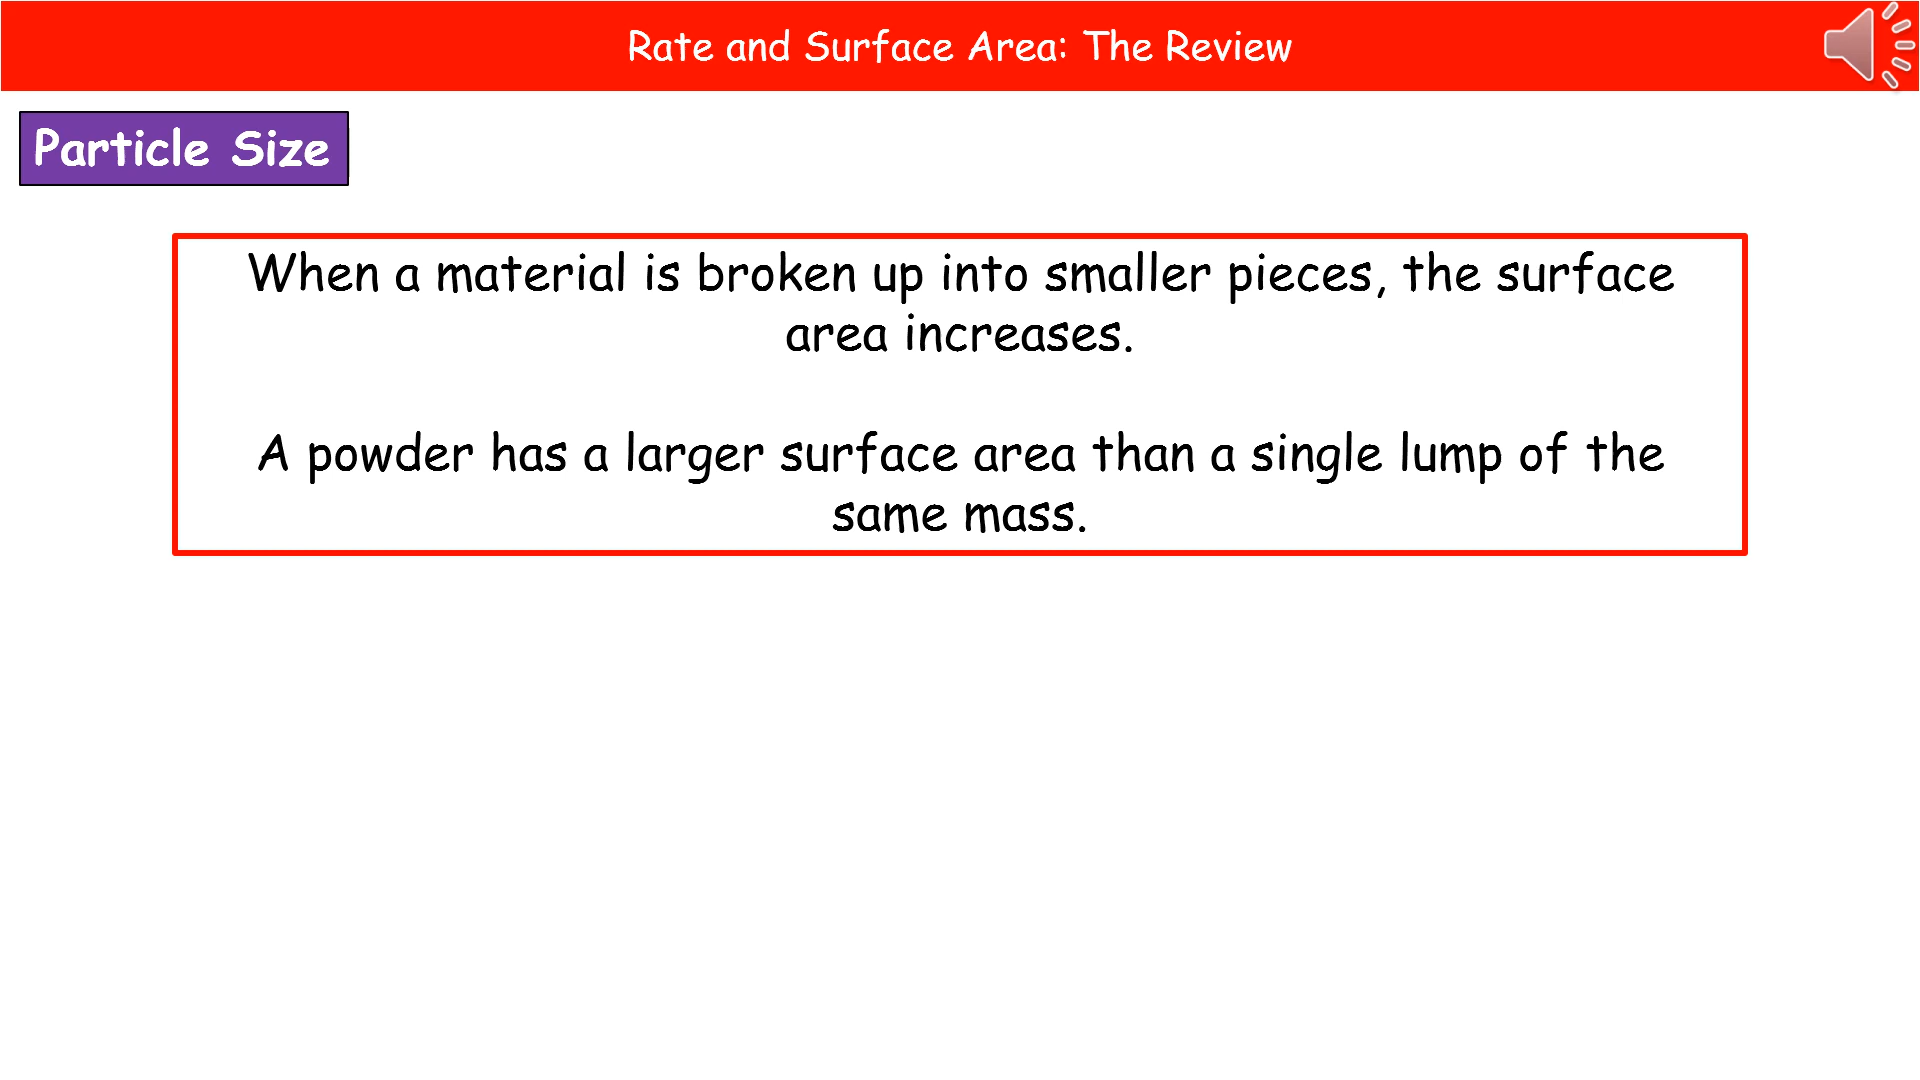 Rate and Surface Area: The Review
Particle Size
When a material is broken up into smaller pieces, the surface
area increases.
A powder has a larger surface area than a single lump of the
same mass.